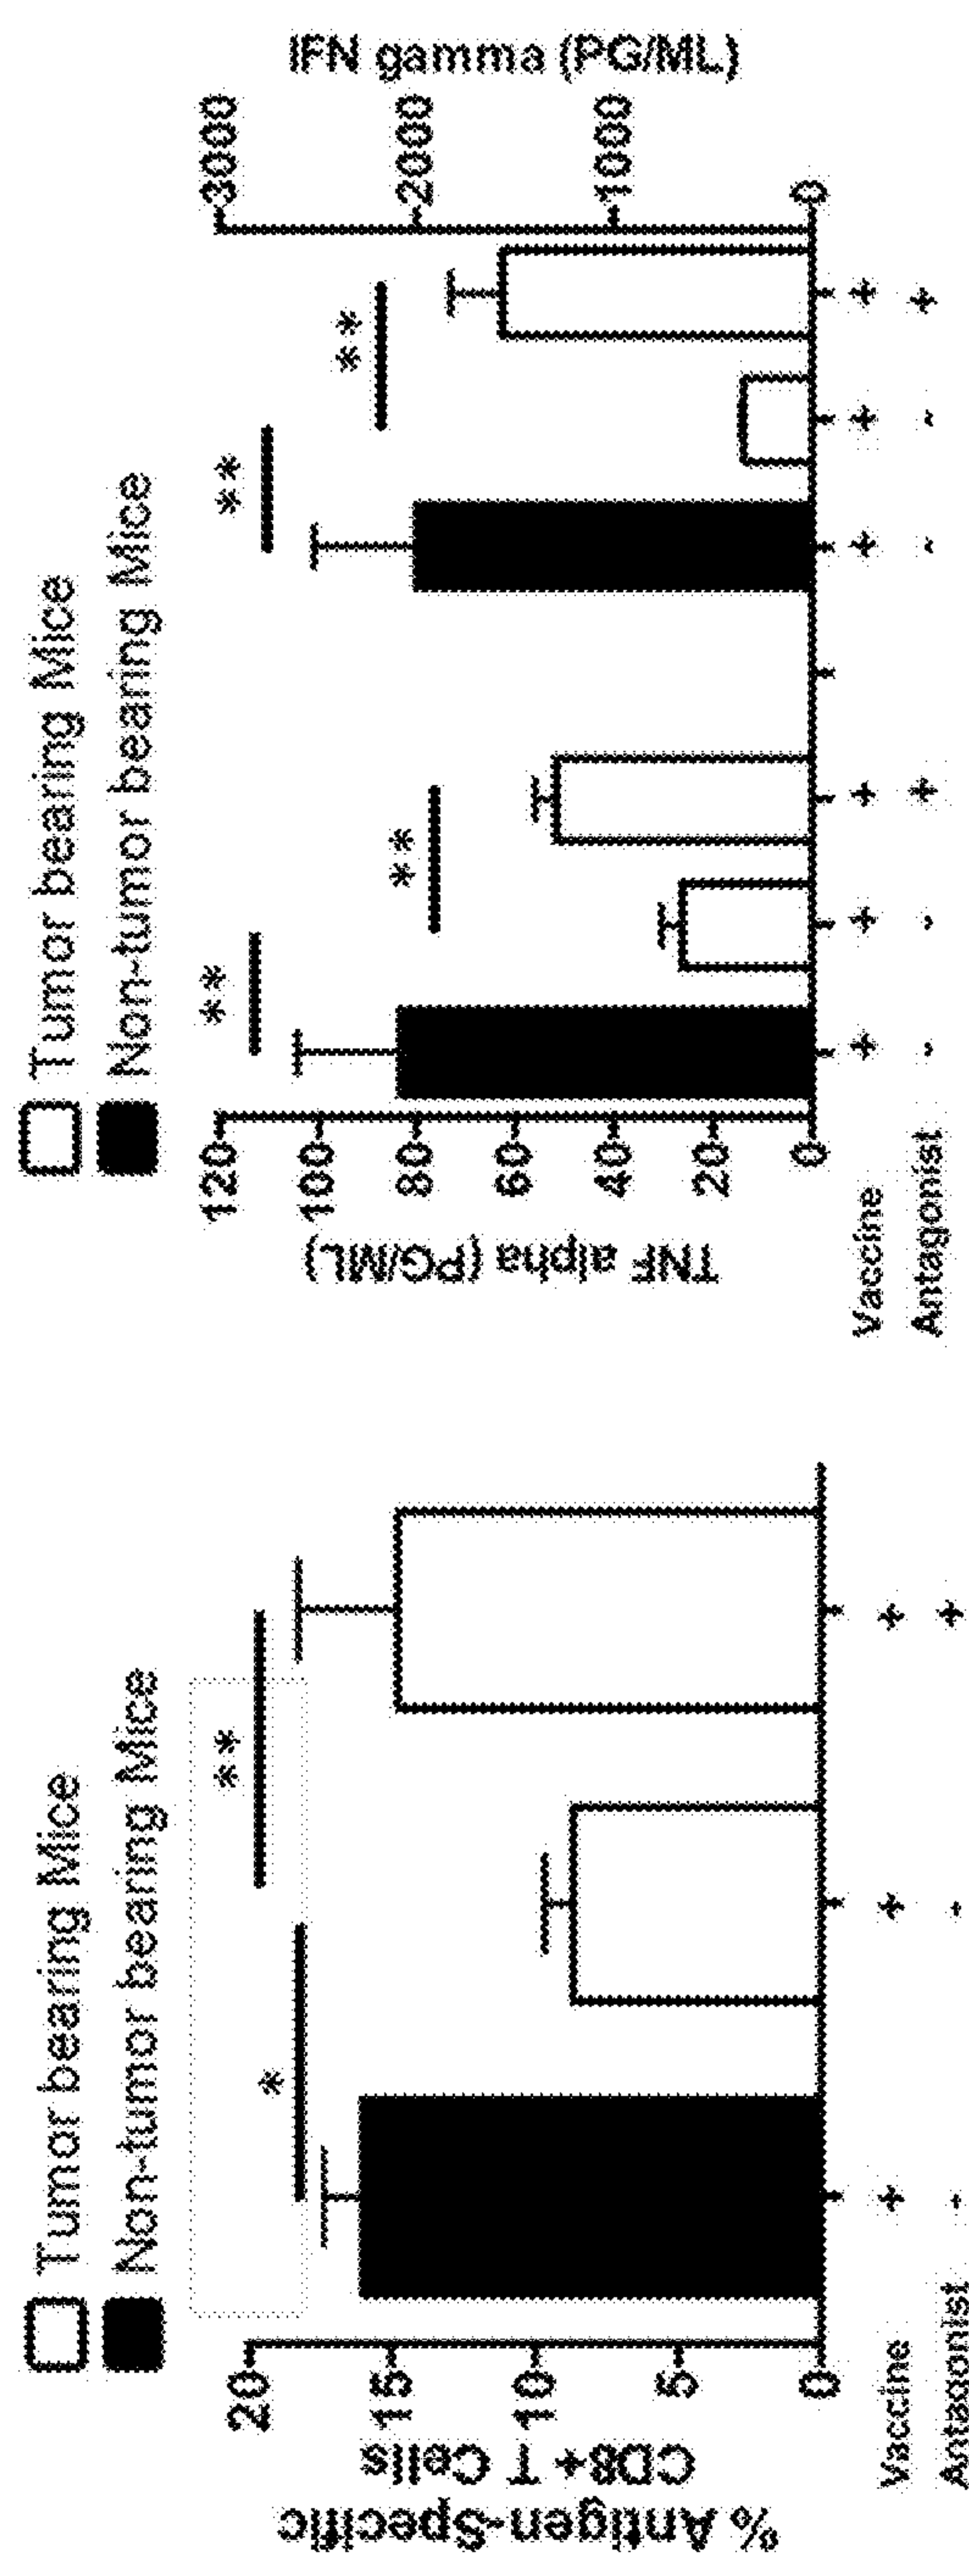 Tumor bearing Mice
Non-tumor bearing Mice
% Antigen-Specific
CD8+ T Cells
20
15
10
5
0
*
**
Vaccine + + +
Antagonist - - +
Tumor bearing Mice
Non-tumor bearing Mice
TNF alpha (PG/ML)
120
100
80
60
40
20
0
** ** ** **
IFN gamma (PG/ML)
3000
2000
1000
0
Vaccine + + + + + +
Antagonist - - + - - +